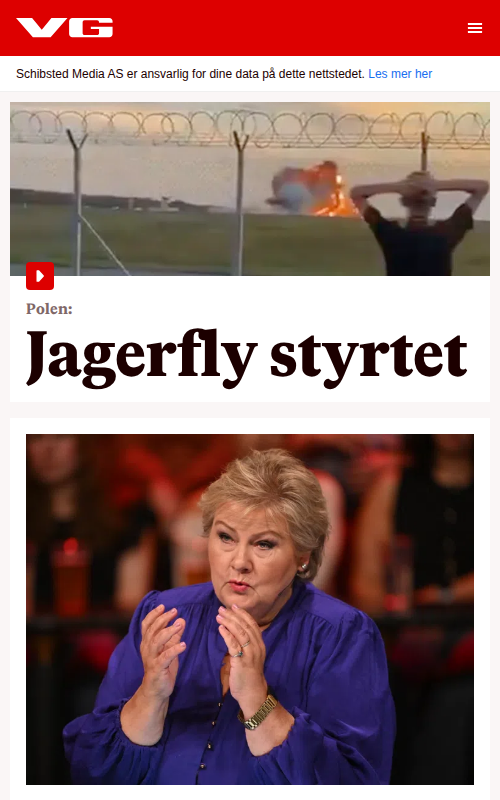 VG
Schibsted Media AS er ansvarlig for dine data på dette nettstedet. Les mer her
Polen:
Jagerfly styrtet